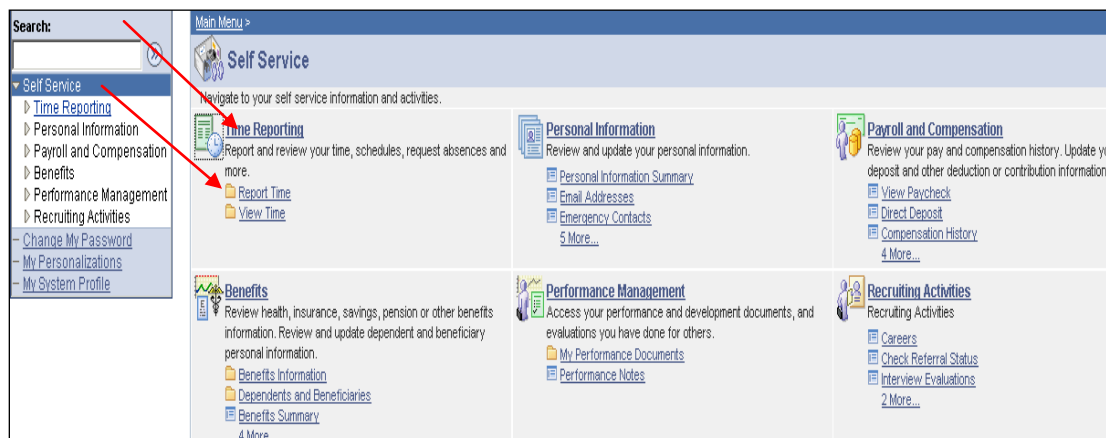 Search:
Self Service
Time Reporting
Personal Information
Payroll and Compensation
Benefits
Performance Management
Recruiting Activities
Change My Password
My Personalizations
My System Profile
Main Menu >
Self Service
Navigate to your self service information and activities.
Time Reporting
Report and review your time, schedules, request absences and
more.
Report Time
View Time
Personal Information
Review and update your personal information.
Personal Information Summary
Email Addresses
Emergency Contacts
5 More...
Payroll and Compensation
Review your pay and compensation history. Update
deposit and other deduction or contribution information
View Paycheck
Direct Deposit
Compensation History
4 More...
Benefits
Review health, insurance, savings, pension or other benefits
information. Review and update dependent and beneficiary
personal information.
Benefits Information
Dependents and Beneficiaries
Benefits Summary
4 More
Performance Management
Access your performance and development documents, and
evaluations you have done for others.
My Performance Documents
Performance Notes
Recruiting Activities
Recruiting Activities
Careers
Check Referral Status
Interview Evaluations
2 More...